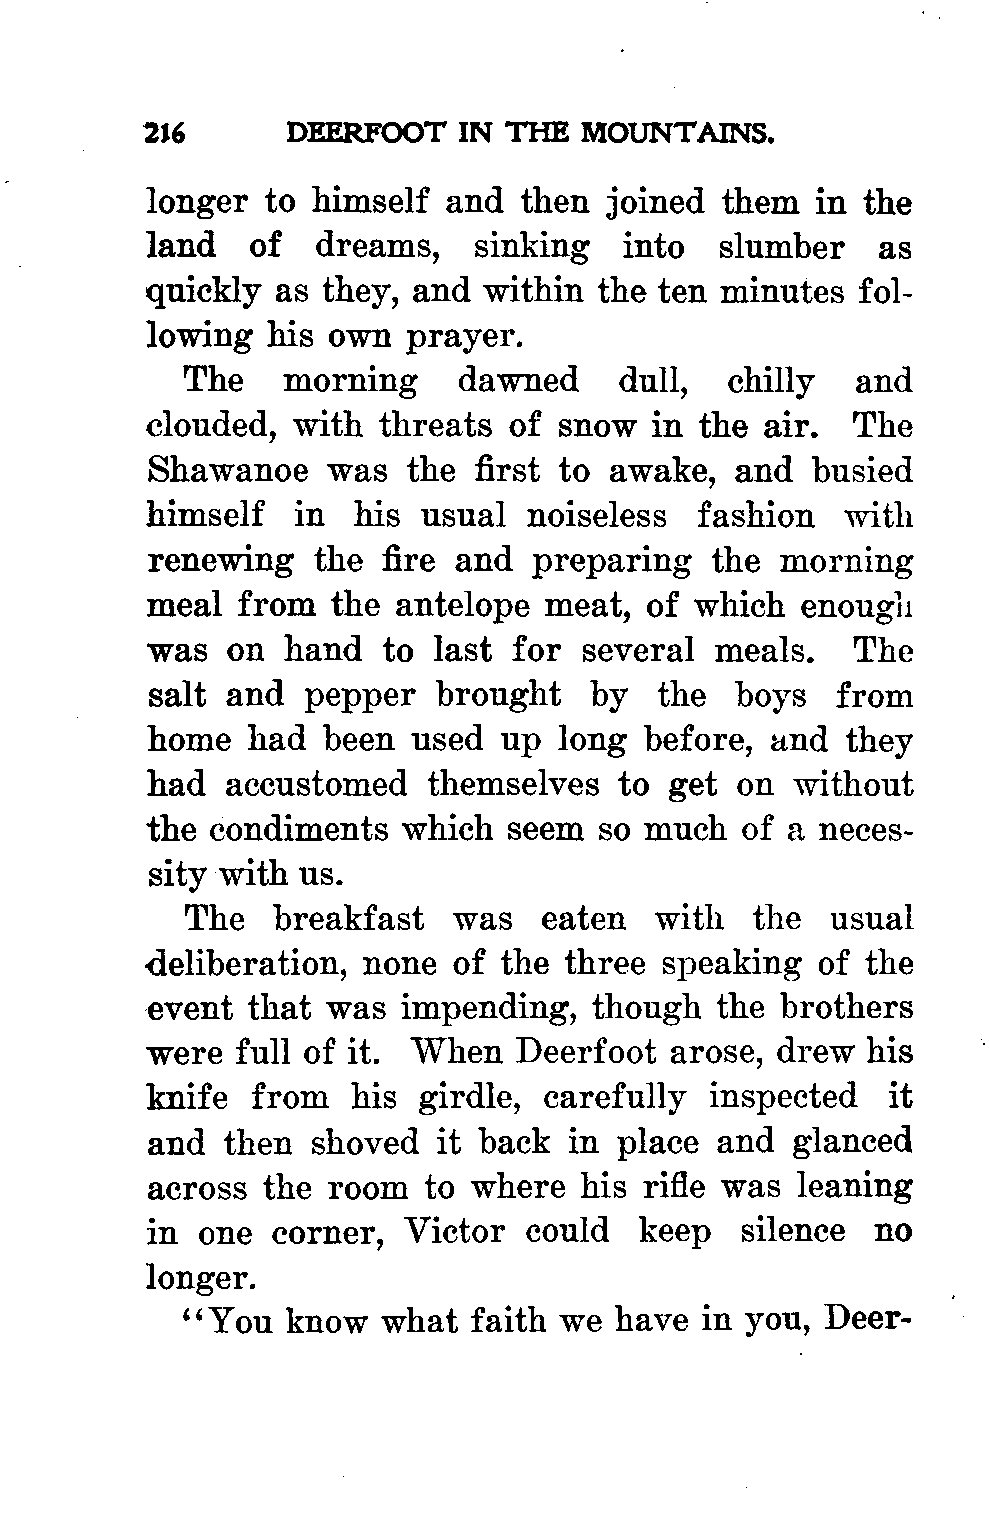 216 DEERFOOT IN THE MOUNTAINS.
longer to himself and then joined them in the
land of dreams, sinking into slumber as
quickly as they, and within the ten minutes fol-
lowing his own prayer.
The morning dawned dull, chilly and
clouded, with threats of snow in the air. The
Shawanoe was the first to awake, and busied
himself in his usual noiseless fashion with
renewing the fire and preparing the morning
meal from the antelope meat, of which enough
was on hand to last for several meals. The
salt and pepper brought by the boys from
home had been used up long before, and they
had accustomed themselves to get on without
the condiments which seem so much of a neces-
sity with us.
The breakfast was eaten with the usual
deliberation, none of the three speaking of the
event that was impending, though the brothers
were full of it. When Deerfoot arose, drew his
knife from his girdle, carefully inspected it
and then shoved it back in place and glanced
across the room to where his rifle was leaning
in one corner, Victor could keep silence no
longer.
“You know what faith we have in you, Deer-